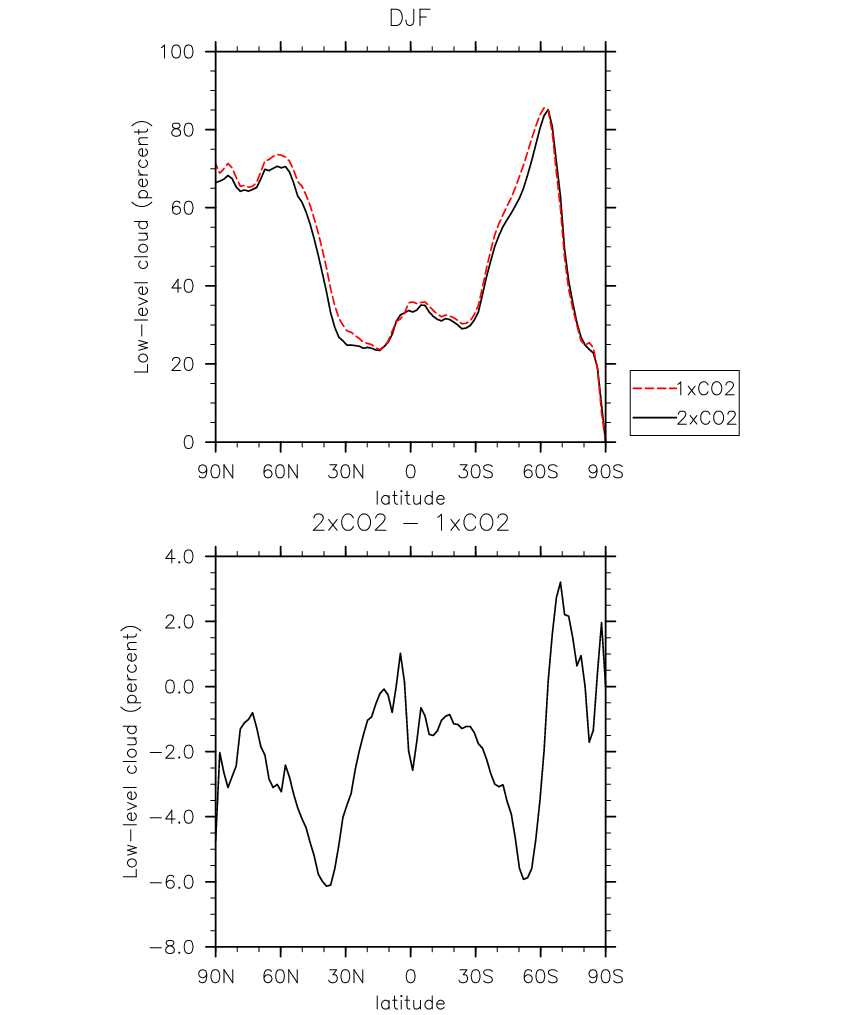 DJF
100
80
60
40
20
0
Low-level cloud (percent)
90N 60N 30N 0 30S 60S 90S
latitude
1xCO2
2xCO2
2xCO2 - 1xCO2
4.0
2.0
0.0
-2.0
-4.0
-6.0
-8.0
Low-level cloud (percent)
90N 60N 30N 0 30S 60S 90S
latitude